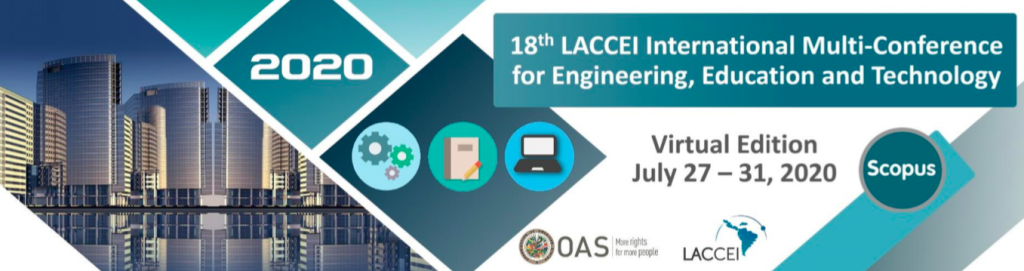 2020
18th LACCEI International Multi-Conference
for Engineering, Education and Technology
Virtual Edition
July 27 – 31, 2020
Scopus
OAS
More rights
for more people
LACCEI